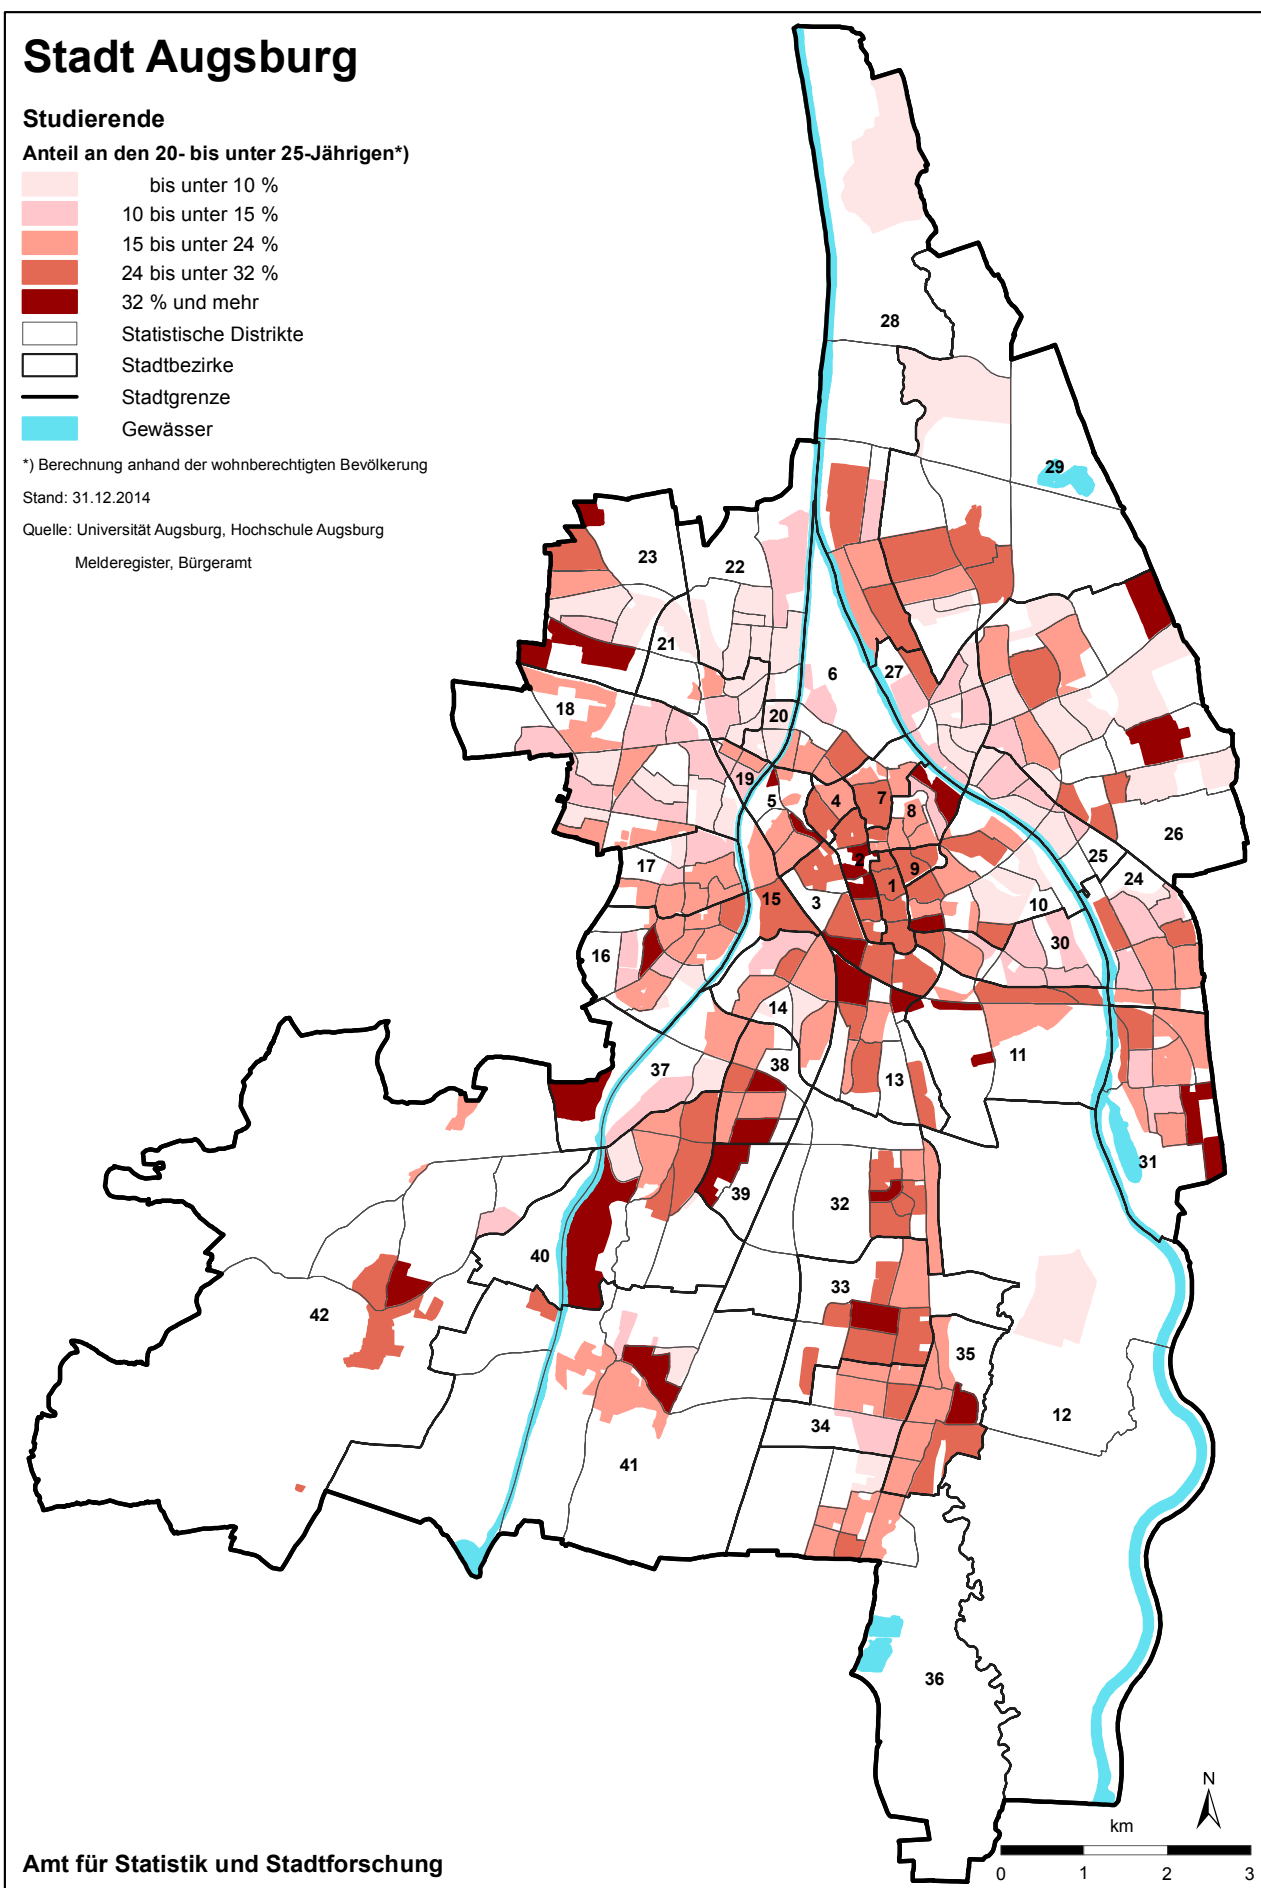 Stadt Augsburg
Studierende
Anteil an den 20- bis unter 25-Jährigen*)
bis unter 10 %
10 bis unter 15 %
15 bis unter 24 %
24 bis unter 32 %
32 % und mehr
Statistische Distrikte
Stadtbezirke
Stadtgrenze
Gewässer
*) Berechnung anhand der wohnberechtigten Bevölkerung
Stand: 31.12.2014
Quelle: Universität Augsburg, Hochschule Augsburg
Melderegister, Bürgeramt
28
29
23
22
21
6
27
18
20
19
5
4
7
8
26
17
2
9
25
24
1
15
3
10
30
16
14
11
37
38
13
31
39
32
40
33
42
35
12
34
41
36
N
km
0 1 2 3
Amt für Statistik und Stadtforschung